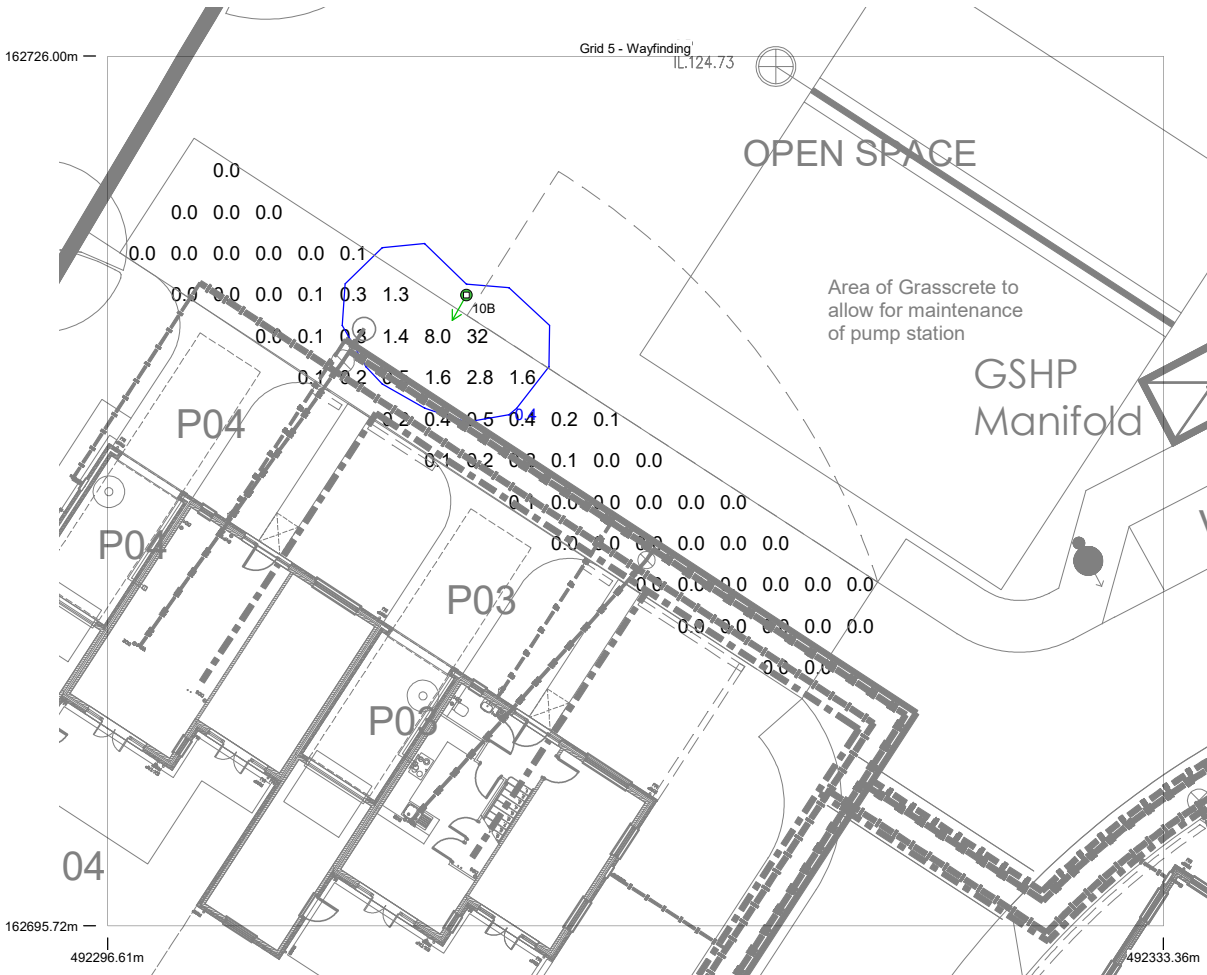 Grid 5 - Wayfinding
162726.00m
IL.124.73
OPEN SPACE
0.0
0.0 0.0 0.0
0.0 0.0 0.0 0.0 0.0 0.1
0.0 0.0 0.0 0.1 0.3 1.3
10B
Area of Grasscrete to
allow for maintenance
of pump station
0.0 0.1 0.3 1.4 8.0 32
0.1 0.2 0.5 1.6 2.8 1.6
GSHP
Manifold
0.4
0.2 0.4 0.5 0.4 0.2 0.1
P04
0.1 0.2 0.2 0.1 0.0 0.0
0.1 0.0 0.0 0.0 0.0 0.0
P04
0.0 0.0 0.0 0.0 0.0 0.0
P03
0.0 0.0 0.0 0.0 0.0 0.0
0.0 0.0 0.0 0.0 0.0
0.0 0.0
P03
04
162695.72m
492296.61m
492333.36m